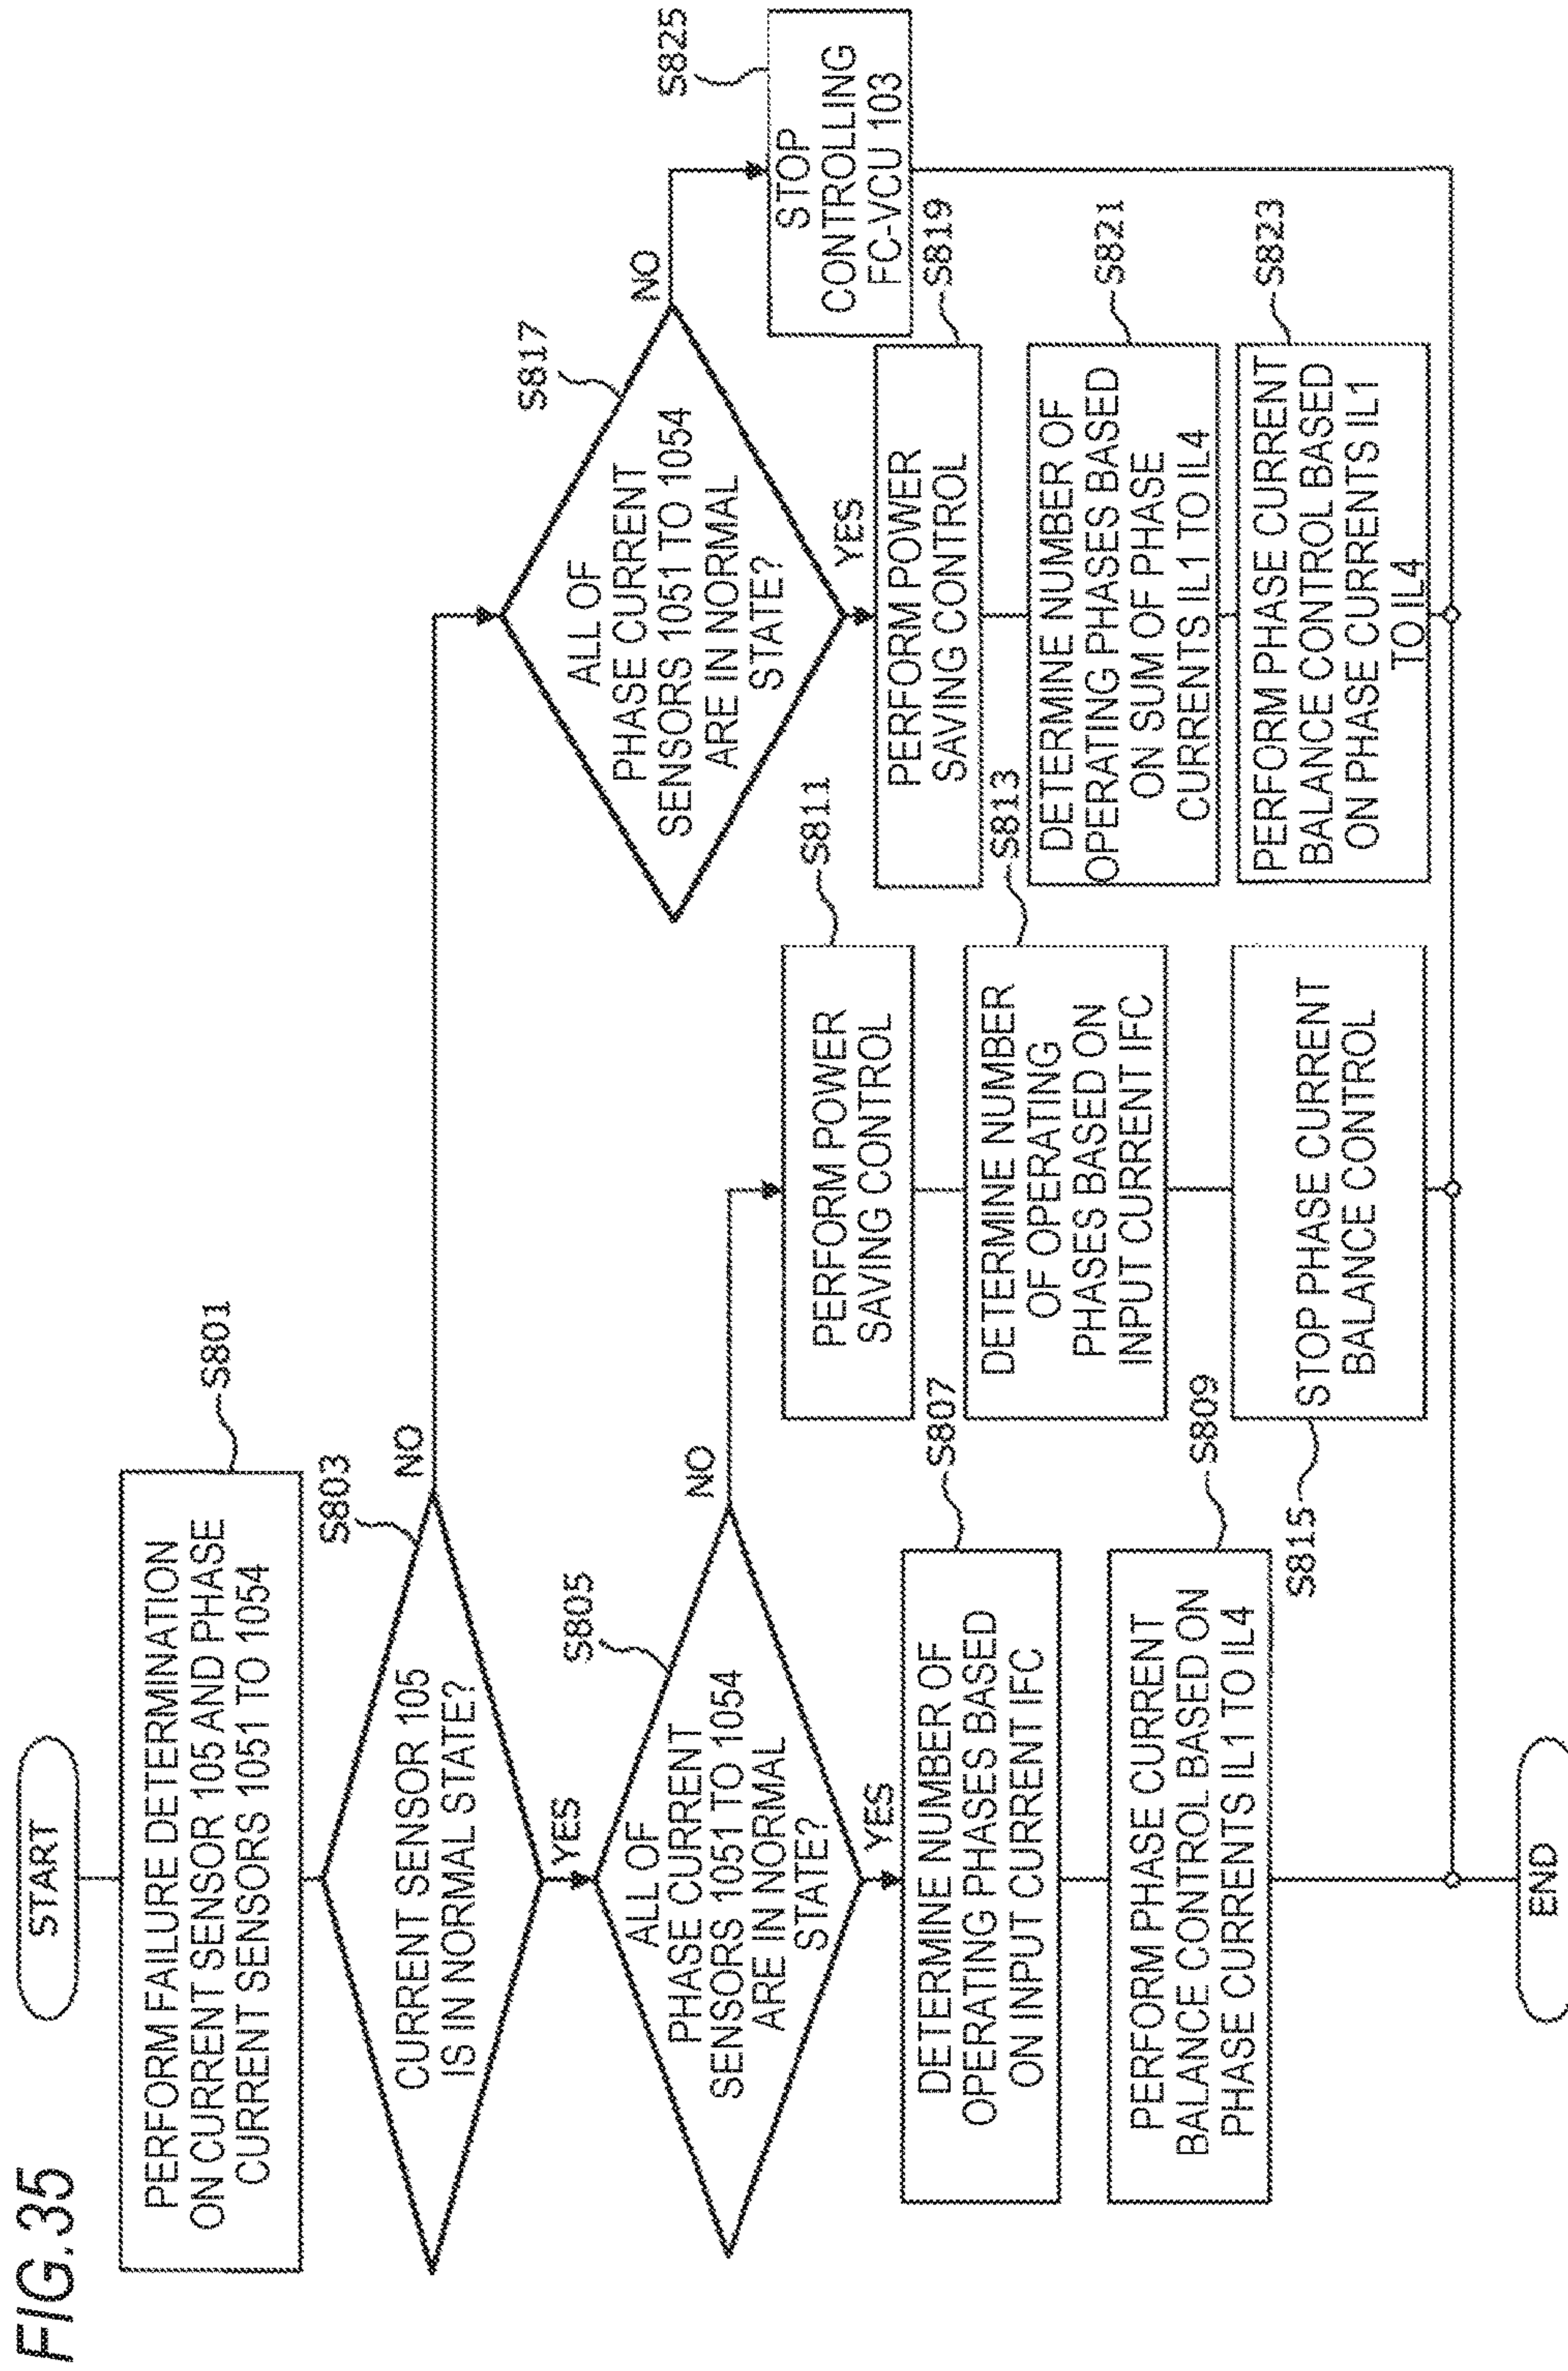 FIG.35
START
S801
PERFORM FAILURE DETERMINATION
ON CURRENT SENSOR 105 AND PHASE
CURRENT SENSORS 1051 TO 1054
S803
CURRENT SENSOR 105
IS IN NORMAL STATE?
NO
YES
S805
ALL OF
PHASE CURRENT
SENSORS 1051 TO 1054
ARE IN NORMAL
STATE?
NO
YES
S807
DETERMINE NUMBER OF
OPERATING PHASES BASED
ON INPUT CURRENT IFC
S809
PERFORM PHASE CURRENT
BALANCE CONTROL BASED ON
PHASE CURRENTS IL1 TO IL4
S811
PERFORM POWER
SAVING CONTROL
S813
DETERMINE NUMBER
OF OPERATING
PHASES BASED ON
INPUT CURRENT IFC
S815
STOP PHASE CURRENT
BALANCE CONTROL
S817
ALL OF
PHASE CURRENT
SENSORS 1051 TO 1054
ARE IN NORMAL
STATE?
NO
YES
S819
PERFORM POWER
SAVING CONTROL
S821
DETERMINE NUMBER OF
OPERATING PHASES BASED
ON SUM OF PHASE
CURRENTS IL1 TO IL4
S823
PERFORM PHASE CURRENT
BALANCE CONTROL BASED
ON PHASE CURRENTS IL1
TO IL4
S825
STOP
CONTROLLING
FC-VCU 103
END